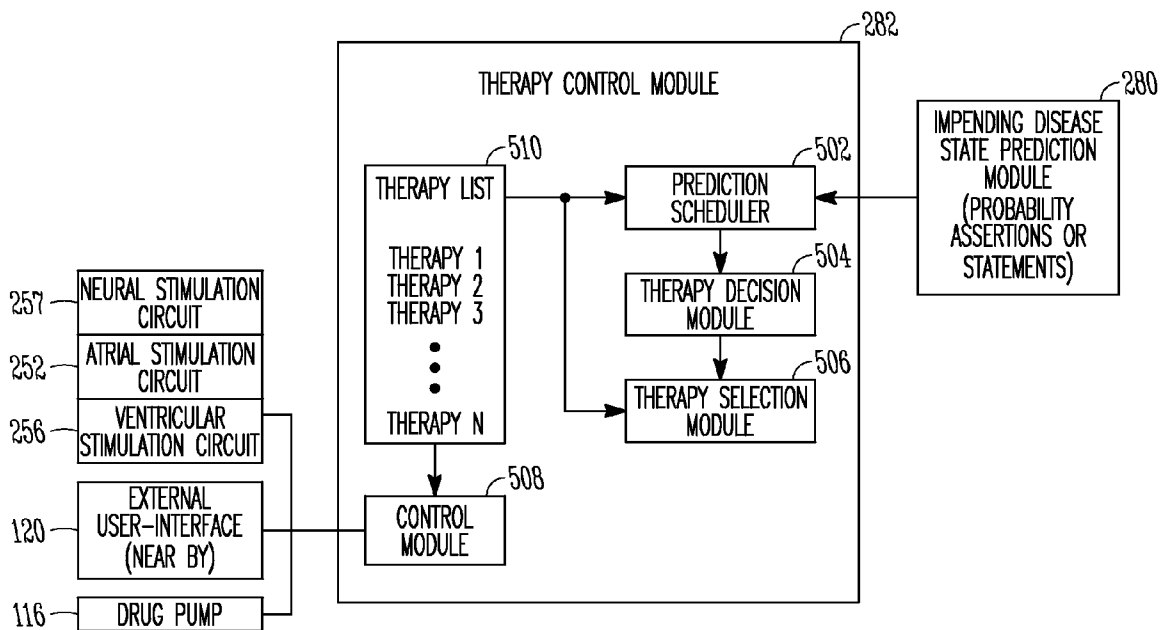 282
THERAPY CONTROL MODULE
280
IMPENDING DISEASE
STATE PREDICTION
MODULE
(PROBABILITY
ASSERTIONS OR
STATEMENTS)
510
THERAPY LIST
THERAPY 1
THERAPY 2
THERAPY 3
THERAPY N
502
PREDICTION
SCHEDULER
504
THERAPY DECISION
MODULE
506
THERAPY SELECTION
MODULE
508
CONTROL
MODULE
257
NEURAL STIMULATION
CIRCUIT
252
ATRIAL STIMULATION
CIRCUIT
256
VENTRICULAR
STIMULATION CIRCUIT
120
EXTERNAL
USER-INTERFACE
(NEAR BY)
116
DRUG PUMP